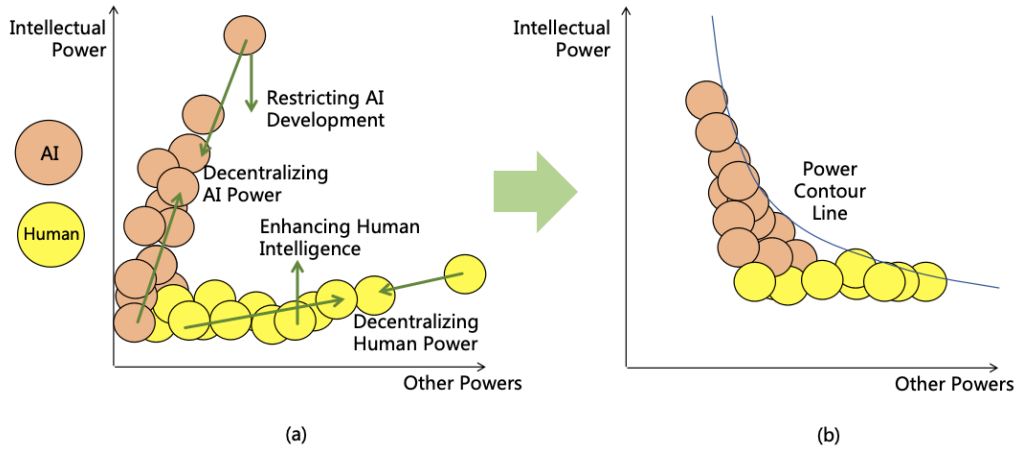 Intellectual
Power
AI
Human
Restricting AI
Development
Decentralizing
AI Power
Enhancing Human
Intelligence
Decentralizing
Human Power
Other Powers
(a)
Intellectual
Power
Power
Contour
Line
Other Powers
(b)